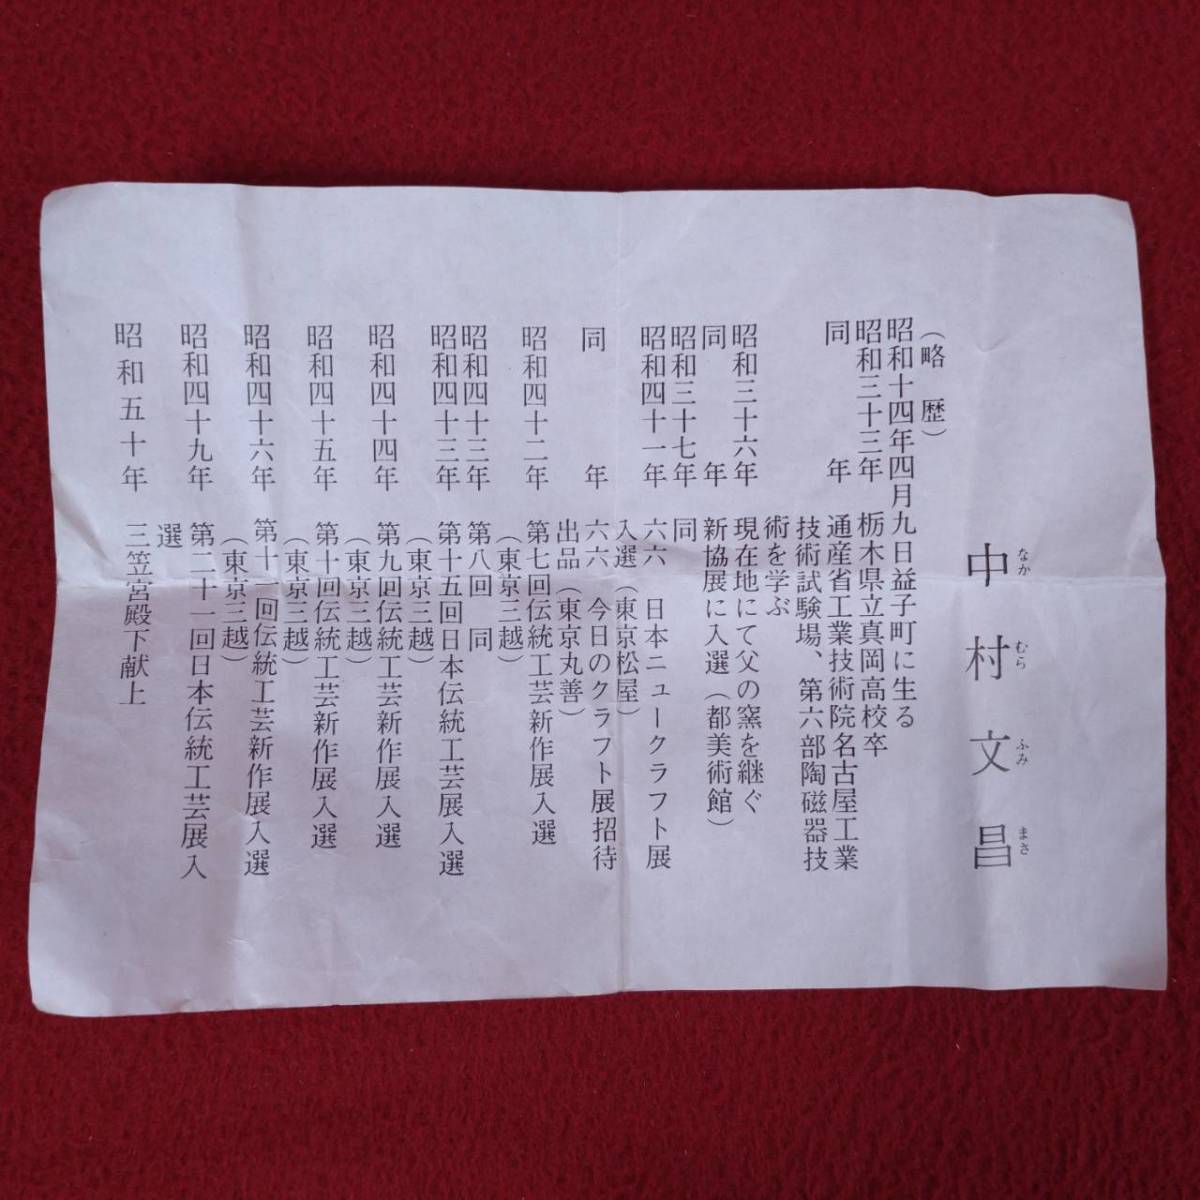 中村文昌
なかむらふみまさ
（略歴）
昭和十四年四月九日益子町に生る
昭和三十三年 栃木県立真岡高校卒
同年 通産省工業技術院名古屋工業
技術試験場、第六部陶磁器技
術を学ぶ
昭和三十六年 現在地にて父の窯を継ぐ
同年 新協展に入選（都美術館）
昭和三十七年 同
昭和四十一年 六六 日本ニュークラフト展
入選（東京松屋）
同年 六六 今日のクラフト展招待
出品（東京丸善）
昭和四十二年 第七回伝統工芸新作展入選
（東京三越）
昭和四十三年 第八回 同
昭和四十三年 第十五回日本伝統工芸展入選
（東京三越）
昭和四十四年 第九回伝統工芸新作展入選
（東京三越）
昭和四十五年 第十回伝統工芸新作展入選
（東京三越）
昭和四十六年 第十一回伝統工芸新作展入選
（東京三越）
昭和四十九年 第二十一回日本伝統工芸展入
選
昭和五十年 三笠宮殿下献上